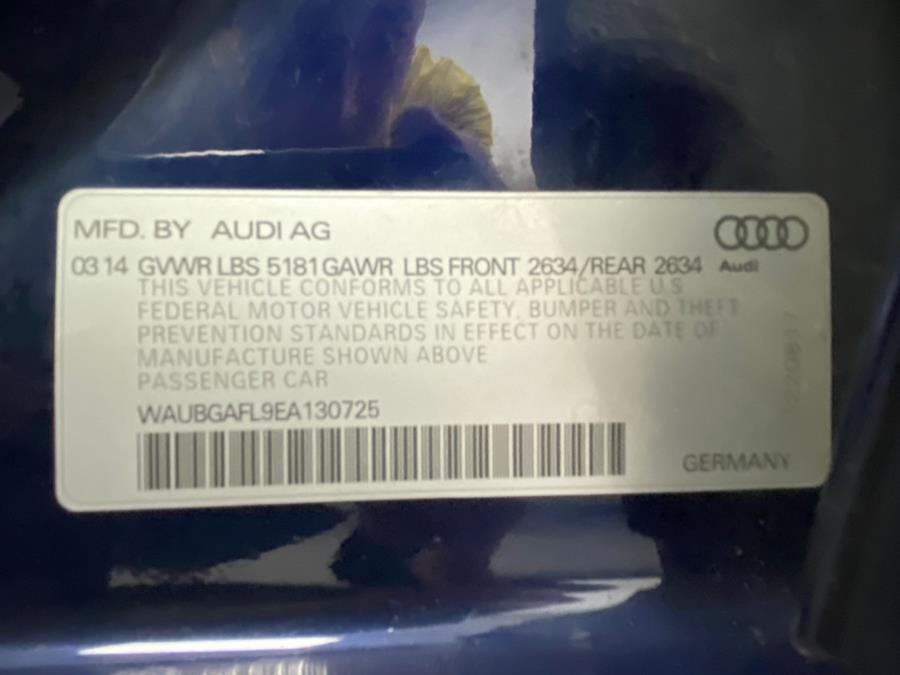 MFD. BY AUDI AG
03 14 GVWR LBS 5181 GAWR LBS FRONT 2634/REAR 2634
Audi
THIS VEHICLE CONFORMS TO ALL APPLICABLE U.S
FEDERAL MOTOR VEHICLE SAFETY, BUMPER AND THEFT
PREVENTION STANDARDS IN EFFECT ON THE DATE OF
MANUFACTURE SHOWN ABOVE
PASSENGER CAR
WAUBGAFL9EA130725
GERMANY